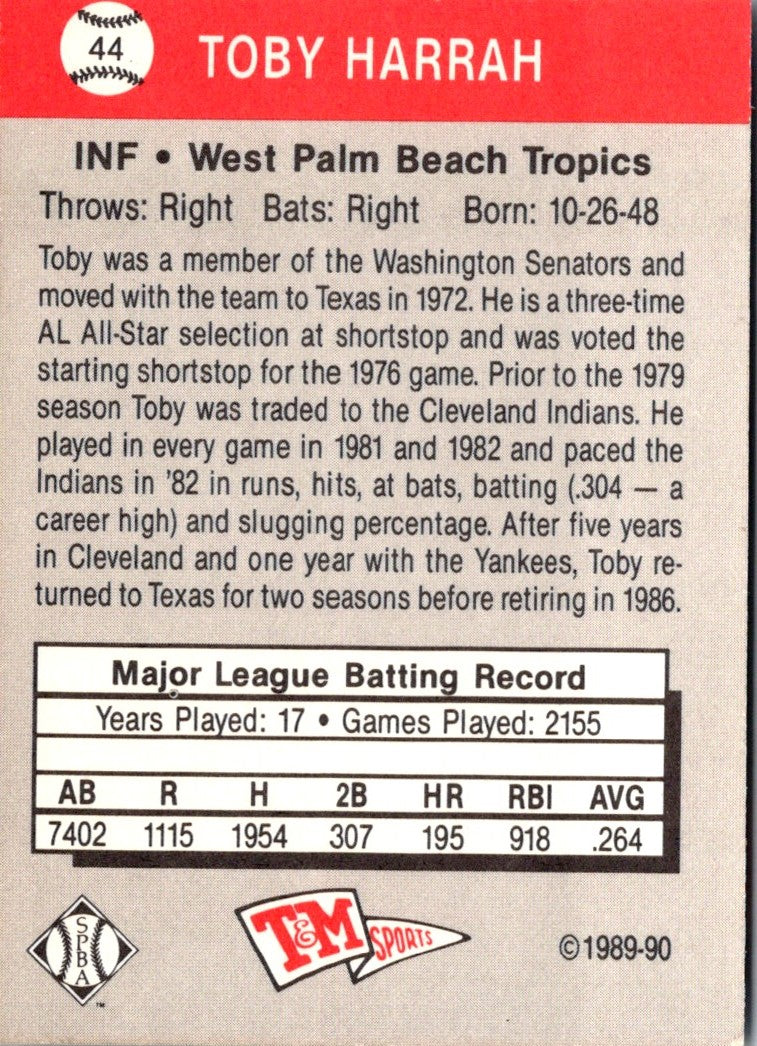 44 TOBY HARRAH
INF • West Palm Beach Tropics
Throws: Right Bats: Right Born: 10-26-48
Toby was a member of the Washington Senators and
moved with the team to Texas in 1972. He is a three-time
AL All-Star selection at shortstop and was voted the
starting shortstop for the 1976 game. Prior to the 1979
season Toby was traded to the Cleveland Indians. He
played in every game in 1981 and 1982 and paced the
Indians in '82 in runs, hits, at bats, batting (.304 — a
career high) and slugging percentage. After five years
in Cleveland and one year with the Yankees, Toby re-
turned to Texas for two seasons before retiring in 1986.
Major League Batting Record
Years Played: 17 • Games Played: 2155
AB R H 2B HR RBI AVG
7402 1115 1954 307 195 918 .264
SPBA ™
T&M SPORTS
©1989-90